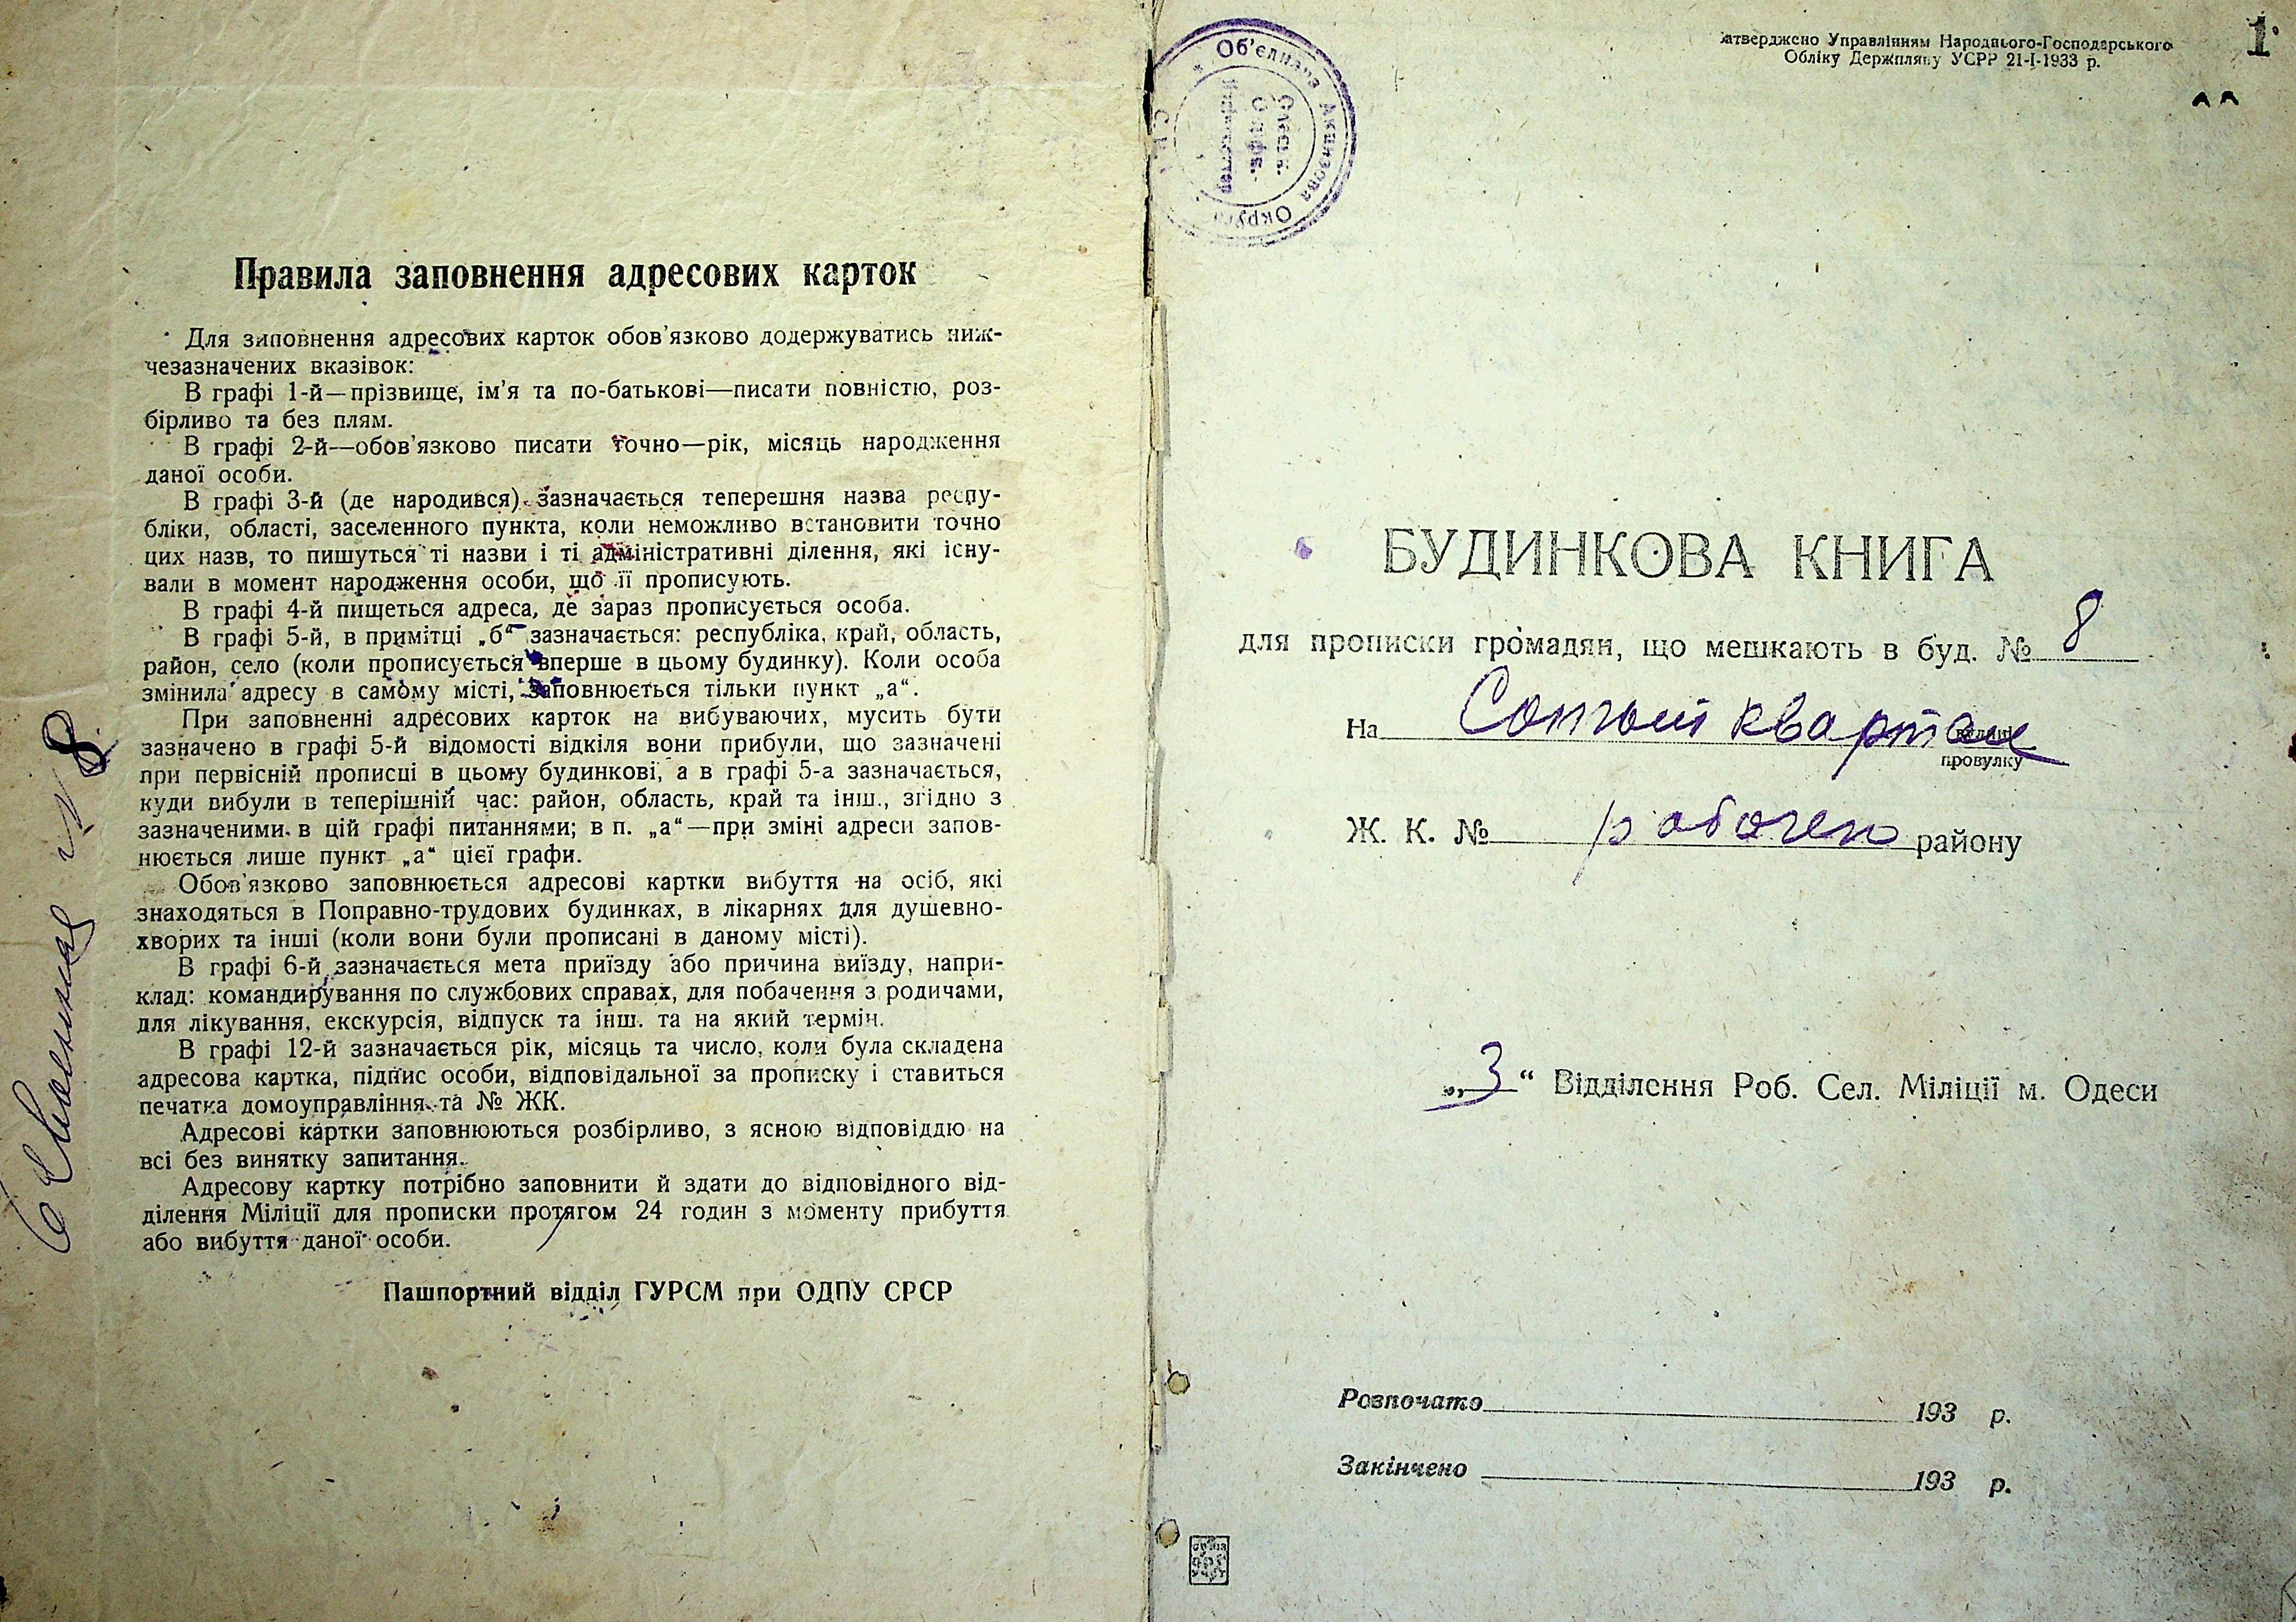 Правила заповнення адресових карток
Для заповнення адресових карток обов'язково додержуватись ниж-
чезазначених вказівок:
В графі 1-й—прізвище, ім'я та по-батькові—писати повністю, роз-
бірливо та без плям.
В графі 2-й—обов'язково писати точно—рік, місяць народження
даної особи.
В графі 3-й (де народився) зазначається теперешня назва респу-
бліки, області, заселенного пункта, коли неможливо встановити точно
цих назв, то пишуться ті назви і ті адміністративні ділення, які існу-
вали в момент народження особи, що її прописують.
В графі 4-й пишеться адреса, де зараз прописується особа.
В графі 5-й, в примітці „б“ зазначається: республіка, край, область,
район, село (коли прописується вперше в цьому будинку). Коли особа
змінила адресу в самому місті, заповнюється тільки пункт „а“.
При заповненні адресових карток на вибуваючих, мусить бути
зазначено в графі 5-й відомості відкіля вони прибули, що зазначені
при первісній прописці в цьому будинкові, а в графі 5-а зазначається,
куди вибули в теперішній час: район, область, край та інш., згідно з
зазначеними в цій графі питаннями; в п. „а“—при зміні адреси запов-
нюється лише пункт „а“ цієї графи.
Обов'язково заповнюється адресові картки вибуття на осіб, які
знаходяться в Поправно-трудових будинках, в лікарнях для душевно-
хворих та інші (коли вони були прописані в даному місті).
В графі 6-й зазначається мета приїзду або причина виїзду, напри-
клад: командирування по службових справах, для побачення з родичами,
для лікування, екскурсія, відпуск та інш. та на який термін.
В графі 12-й зазначається рік, місяць та число, коли була складена
адресова картка, підпис особи, відповідальної за прописку і ставиться
печатка домоуправління та № ЖК.
Адресові картки заповнюються розбірливо, з ясною відповіддю на
всі без винятку запитання.
Адресову картку потрібно заповнити й здати до відповідного від-
ділення Міліції для прописки протягом 24 годин з моменту прибуття
або вибуття даної особи.
Пашпортний відділ ГУРСМ при ОДПУ СРСР
8
Об'єднана Акцизова Округа
атверджено Управлінням Народнього-Господарського
Обліку Держпляну УСРР 21-I-1933 р.
1
БУДИНКОВА КНИГА
для прописки громадян, що мешкають в буд. № 8
На Сотый квартал
провулку
Ж. К. № рабочего району
„3“ Відділення Роб. Сел. Міліції м. Одеси
Розпочато 193 р.
Закінчено 193 р.